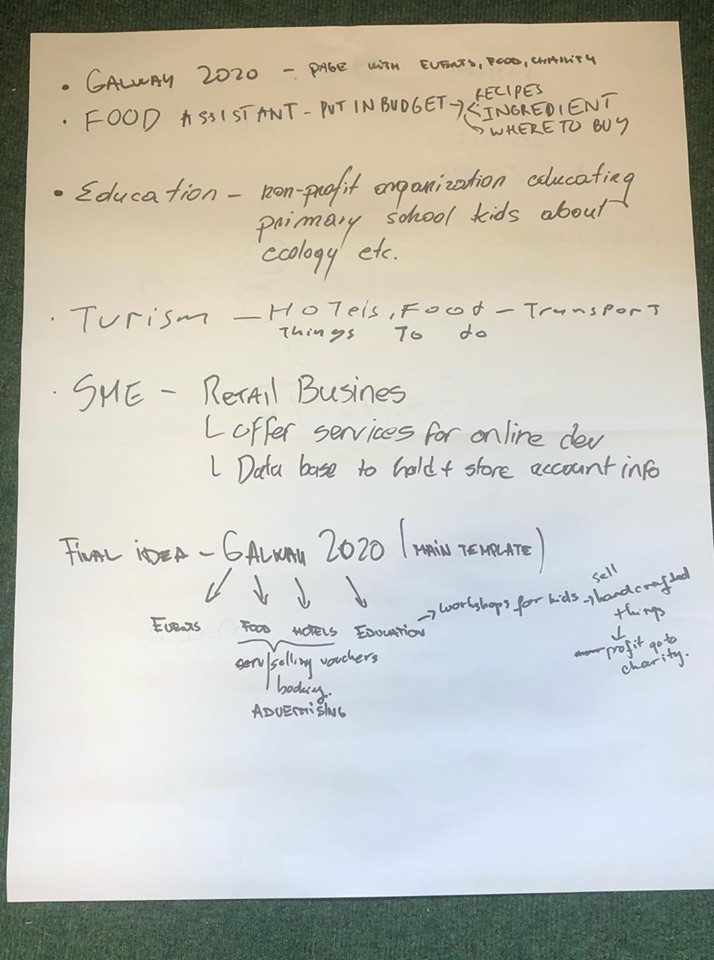 • GALWAY 2020 - PAGE WITH EVENTS, FOOD, CHARITY
• FOOD ASSISTANT - PUT IN BUDGET → RECIPES
INGREDIENT
WHERE TO BUY
• Education - non-profit organization educating
primary school kids about
ecology etc.
• Turism - Hotels, Food - Transport
Things To do
• SME - Retail Busines
└ offer services for online dev
└ Data base to hold + store account info
FINAL IDEA - GALWAY 2020 (MAIN TEMPLATE)
EVENTS FOOD HOTELS EDUCATION → workshops for kids → sell
handcrafted
things
↓
profit go to
charity.
selling vouchers
booking.
ADVERTISING